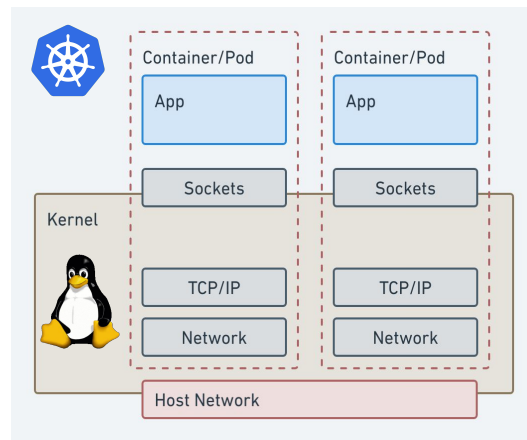 Container/Pod
Container/Pod
App
App
Sockets
Sockets
Kernel
TCP/IP
TCP/IP
Network
Network
Host Network